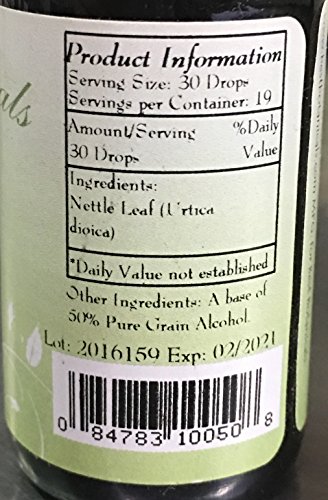 als
Product Information
Serving Size: 30 Drops
Servings per Container: 19
Amount/Serving %Daily
30 Drops Value
Ingredients:
Nettle Leaf (Urtica
dioica)
*Daily Value not established
Other Ingredients: A base of
50% Pure Grain Alcohol.
Lot: 2016159 Exp: 02/2021
0 84783 10050 8